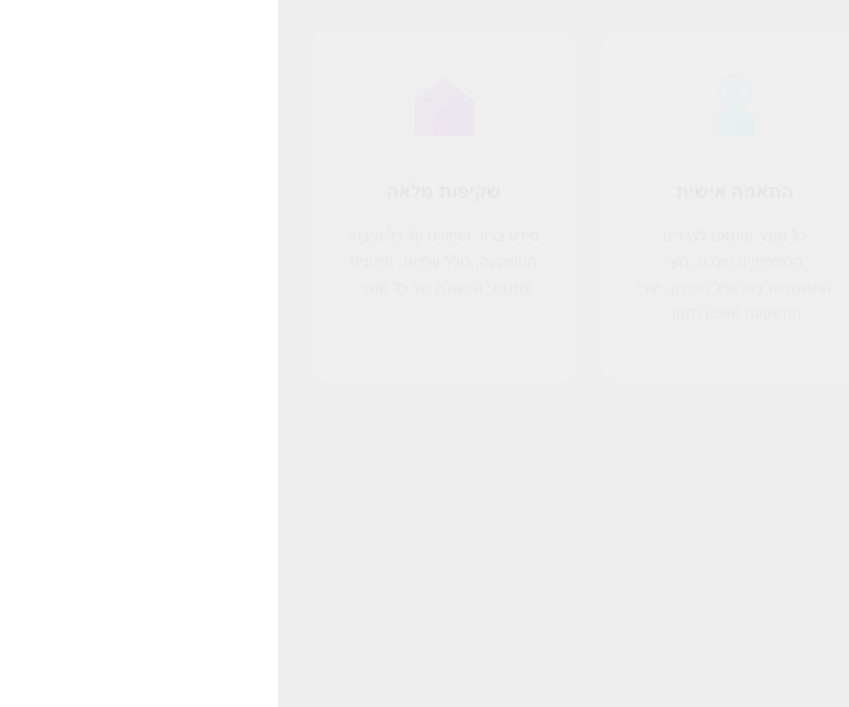 התאמה אישית
כל מוצר מותאם לצרכים
הספציפיים שלכם, תוך
התחשבות בפרופיל הסיכון, יעדי
ההשקעה ואופק הזמן
שקיפות מלאה
מידע ברור ומפורט על כל היבטי
ההשקעה, כולל עלויות, סיכונים
ומנגנוני הפעולה של כל מוצר